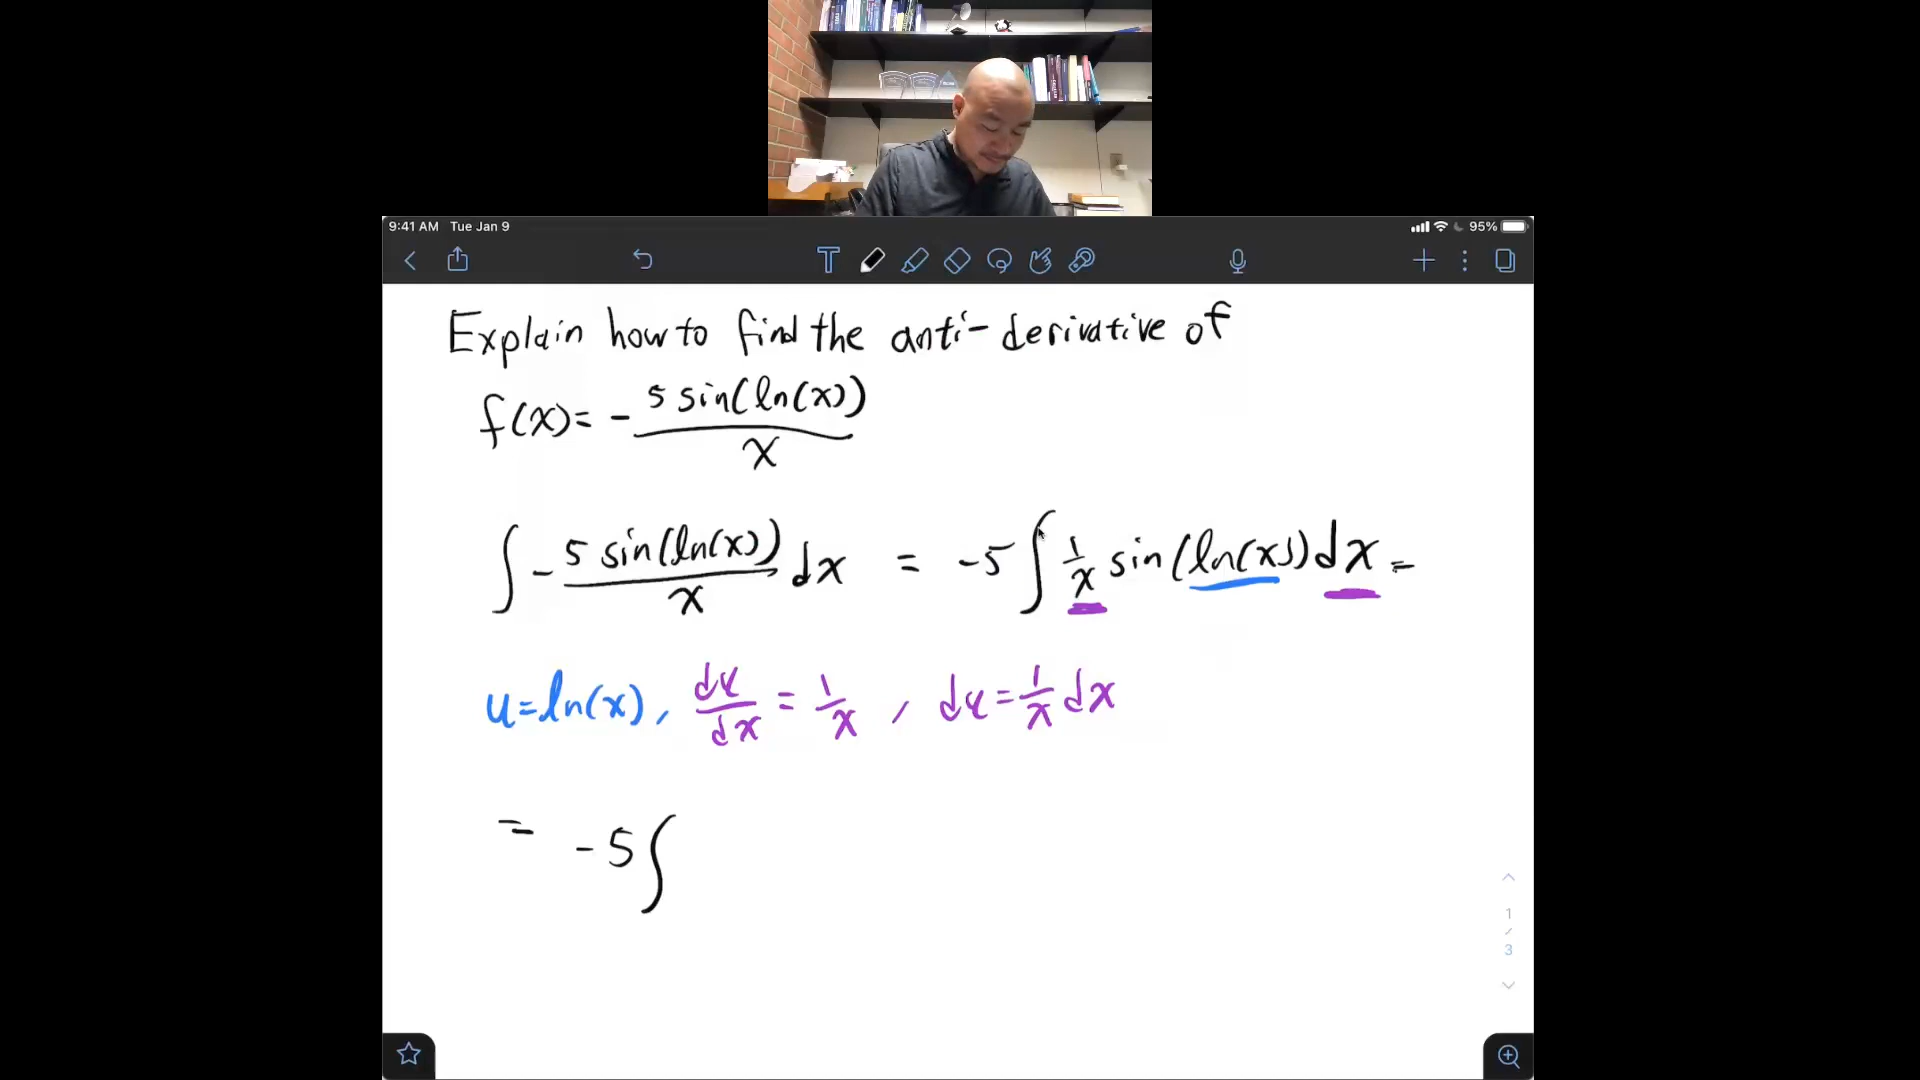 9:41 AM Tue Jan 9 95%
T
Explain how to find the anti-derivative of
f(x)= - 5 sin(ln(x)) / x
∫ - 5 sin(ln(x)) / x dx = -5 ∫ 1/x sin(ln(x)) dx =
u=ln(x), du/dx = 1/x , du = 1/x dx
= -5 ∫
1
/
3